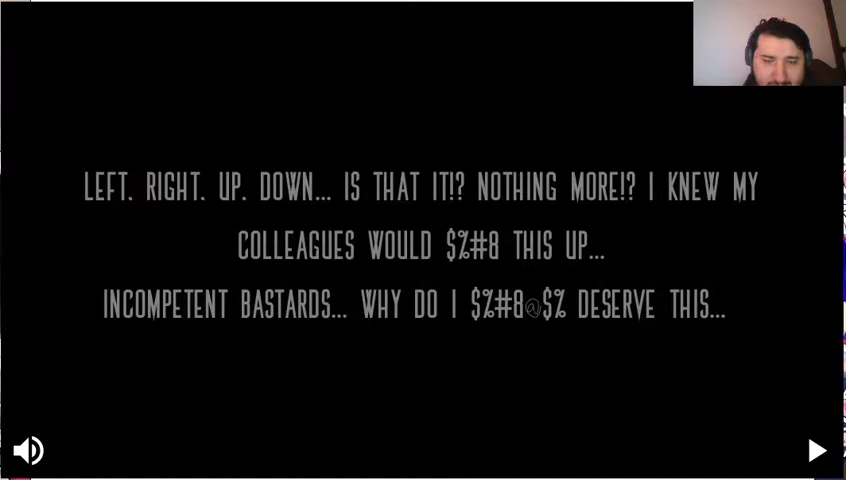 LEFT. RIGHT. UP. DOWN... IS THAT IT!? NOTHING MORE!? I KNEW MY
COLLEAGUES WOULD $%#8 THIS UP...
INCOMPETENT BASTARDS... WHY DO I $%#8@$% DESERVE THIS...